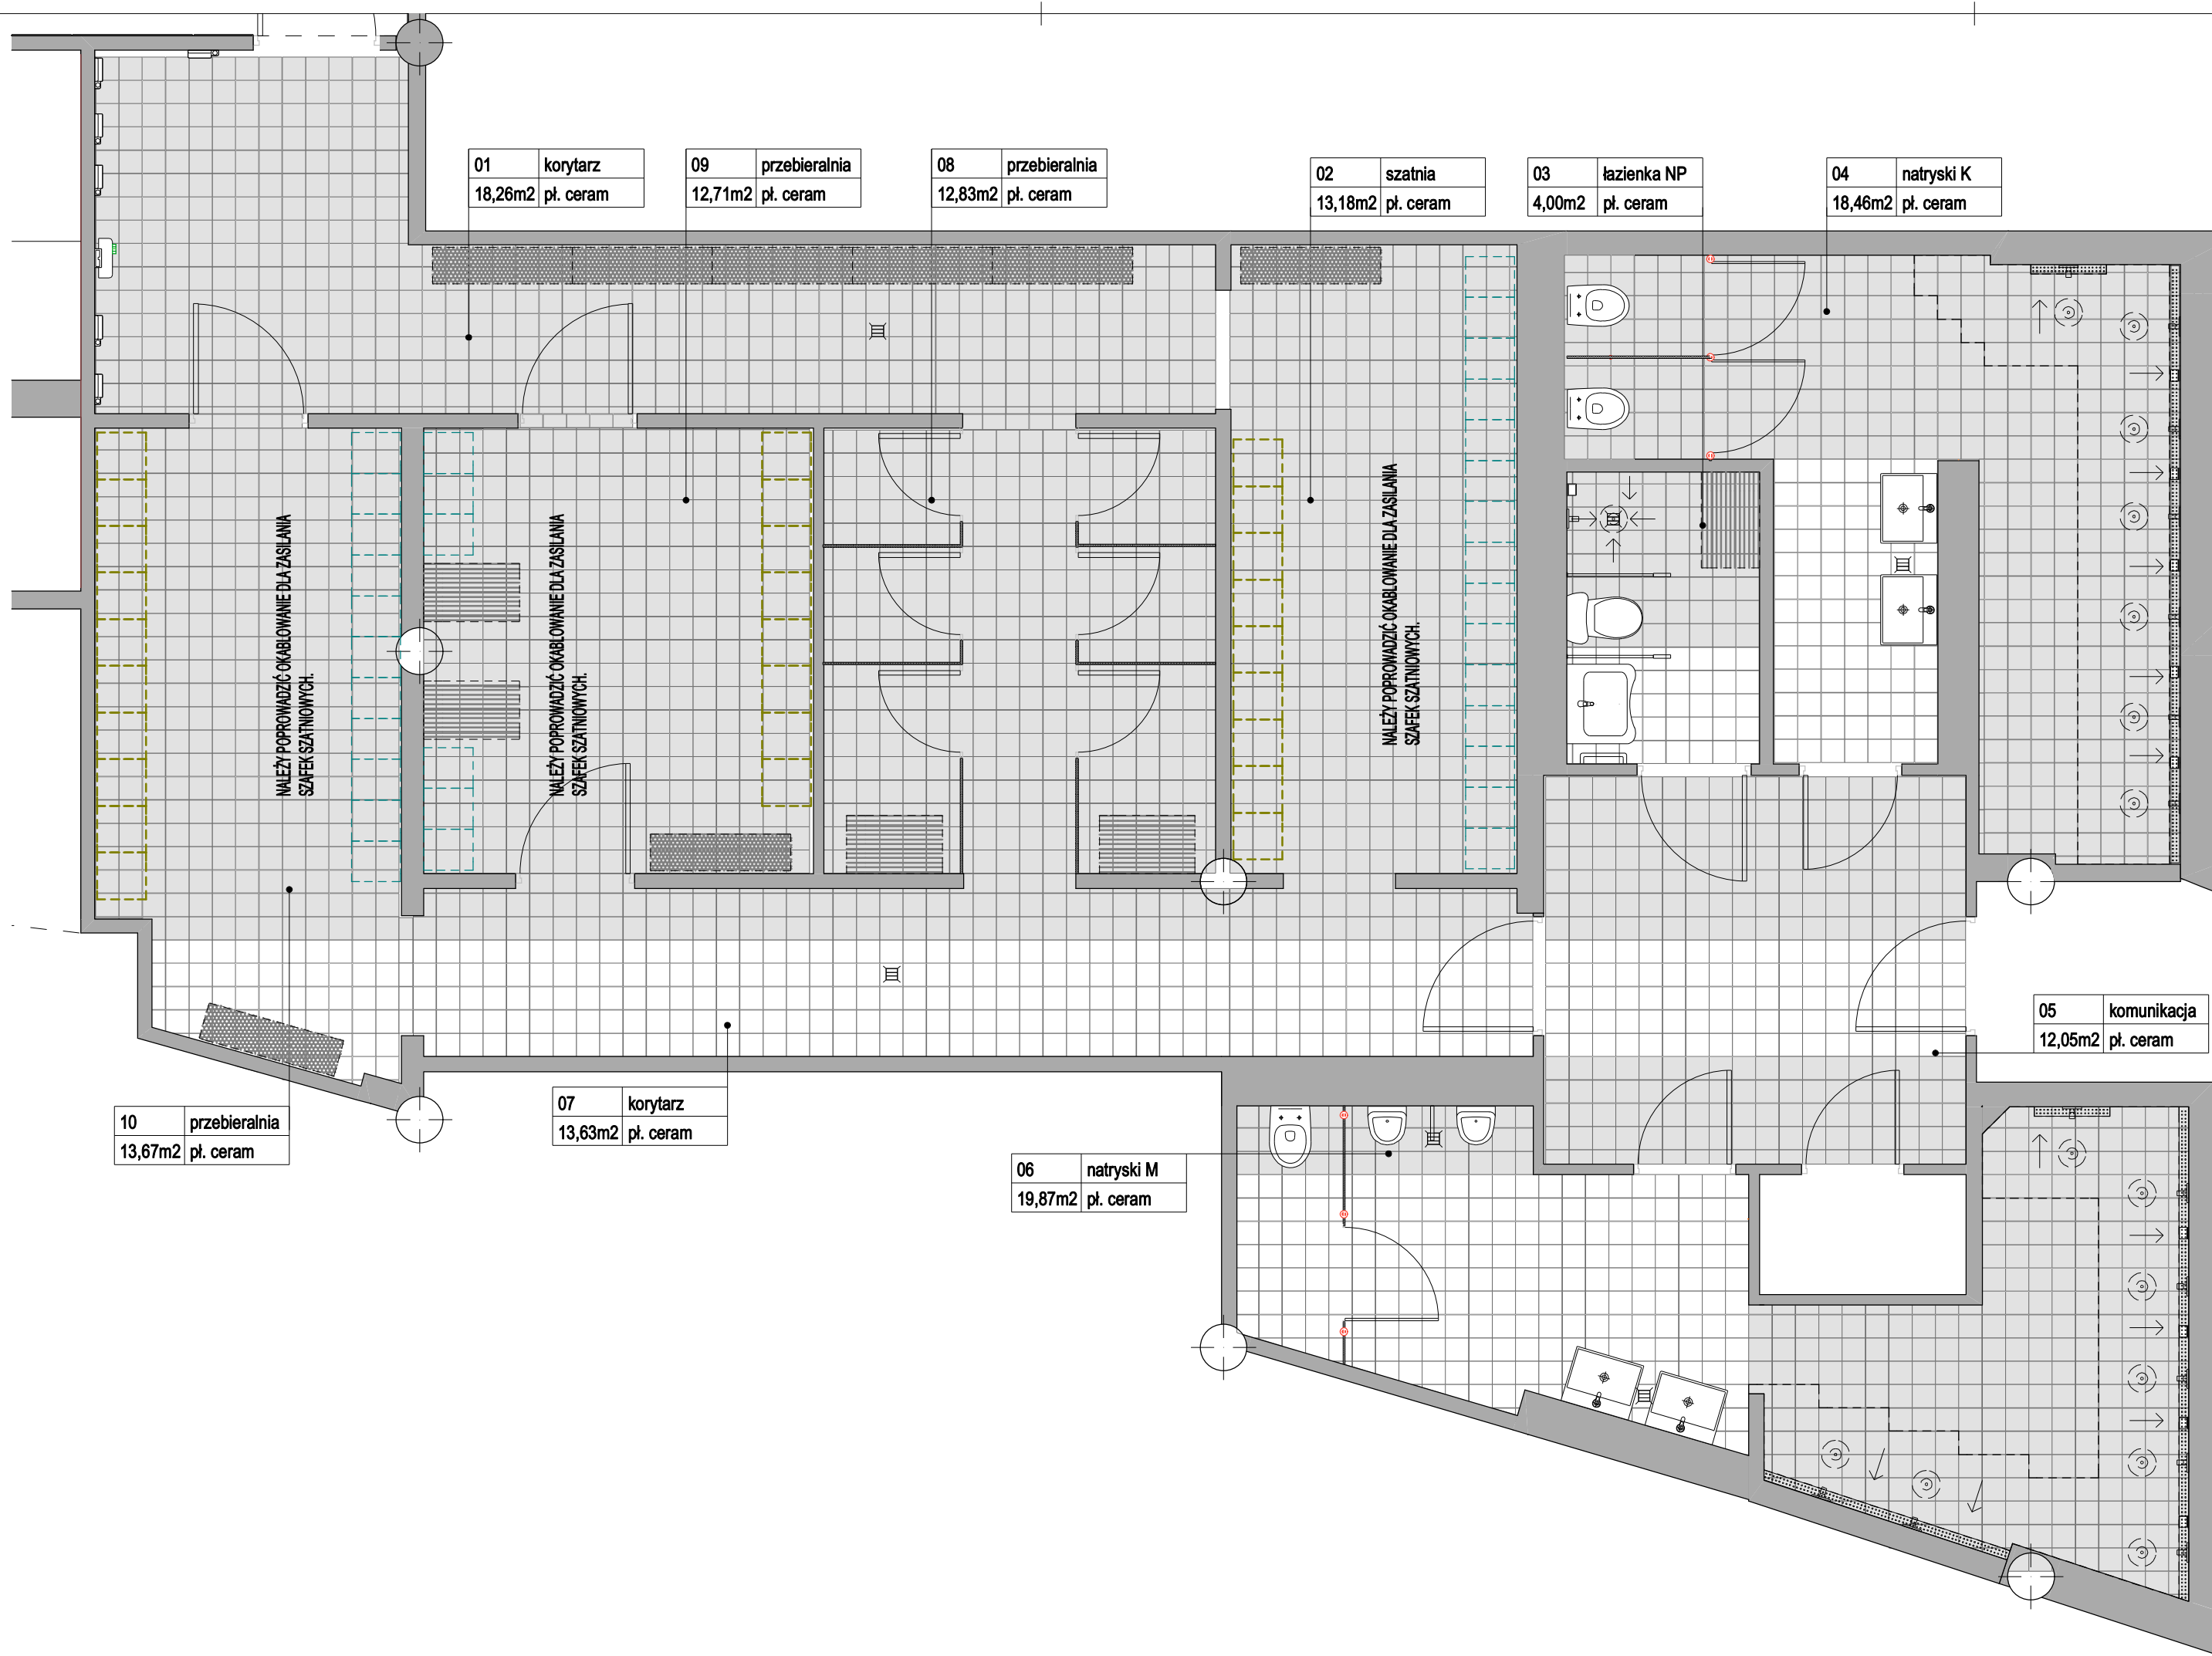 01 korytarz
18,26m2 pł. ceram
09 przebieralnia
12,71m2 pł. ceram
08 przebieralnia
12,83m2 pł. ceram
02 szatnia
13,18m2 pł. ceram
03 łazienka NP
4,00m2 pł. ceram
04 natryski K
18,46m2 pł. ceram
NALEŻY POPROWADZIĆ OKABLOWANIE DLA ZASILANIA
SZAFEK SZATNIOWYCH.
NALEŻY POPROWADZIĆ OKABLOWANIE DLA ZASILANIA
SZAFEK SZATNIOWYCH.
NALEŻY POPROWADZIĆ OKABLOWANIE DLA ZASILANIA
SZAFEK SZATNIOWYCH.
05 komunikacja
12,05m2 pł. ceram
07 korytarz
13,63m2 pł. ceram
10 przebieralnia
13,67m2 pł. ceram
06 natryski M
19,87m2 pł. ceram